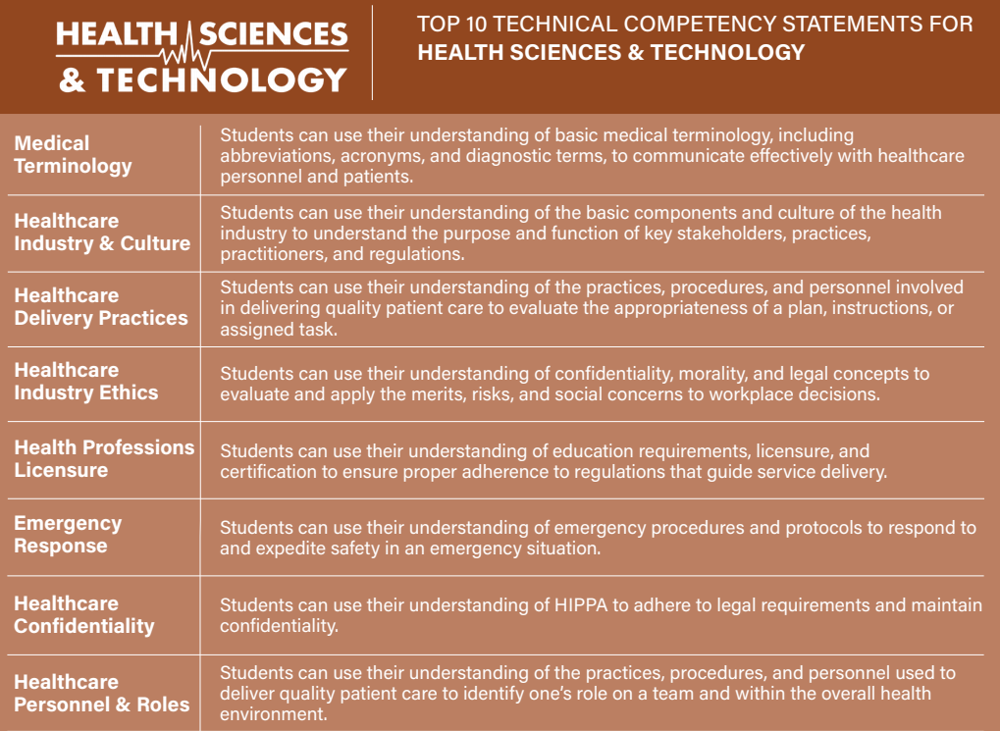 HEALTH SCIENCES
& TECHNOLOGY
TOP 10 TECHNICAL COMPETENCY STATEMENTS FOR
HEALTH SCIENCES & TECHNOLOGY
Medical
Terminology
Students can use their understanding of basic medical terminology, including
abbreviations, acronyms, and diagnostic terms, to communicate effectively with healthcare
personnel and patients.
Healthcare
Industry & Culture
Students can use their understanding of the basic components and culture of the health
industry to understand the purpose and function of key stakeholders, practices,
practitioners, and regulations.
Healthcare
Delivery Practices
Students can use their understanding of the practices, procedures, and personnel involved
in delivering quality patient care to evaluate the appropriateness of a plan, instructions, or
assigned task.
Healthcare
Industry Ethics
Students can use their understanding of confidentiality, morality, and legal concepts to
evaluate and apply the merits, risks, and social concerns to workplace decisions.
Health Professions
Licensure
Students can use their understanding of education requirements, licensure, and
certification to ensure proper adherence to regulations that guide service delivery.
Emergency
Response
Students can use their understanding of emergency procedures and protocols to respond to
and expedite safety in an emergency situation.
Healthcare
Confidentiality
Students can use their understanding of HIPPA to adhere to legal requirements and maintain
confidentiality.
Healthcare
Personnel & Roles
Students can use their understanding of the practices, procedures, and personnel used to
deliver quality patient care to identify one's role on a team and within the overall health
environment.